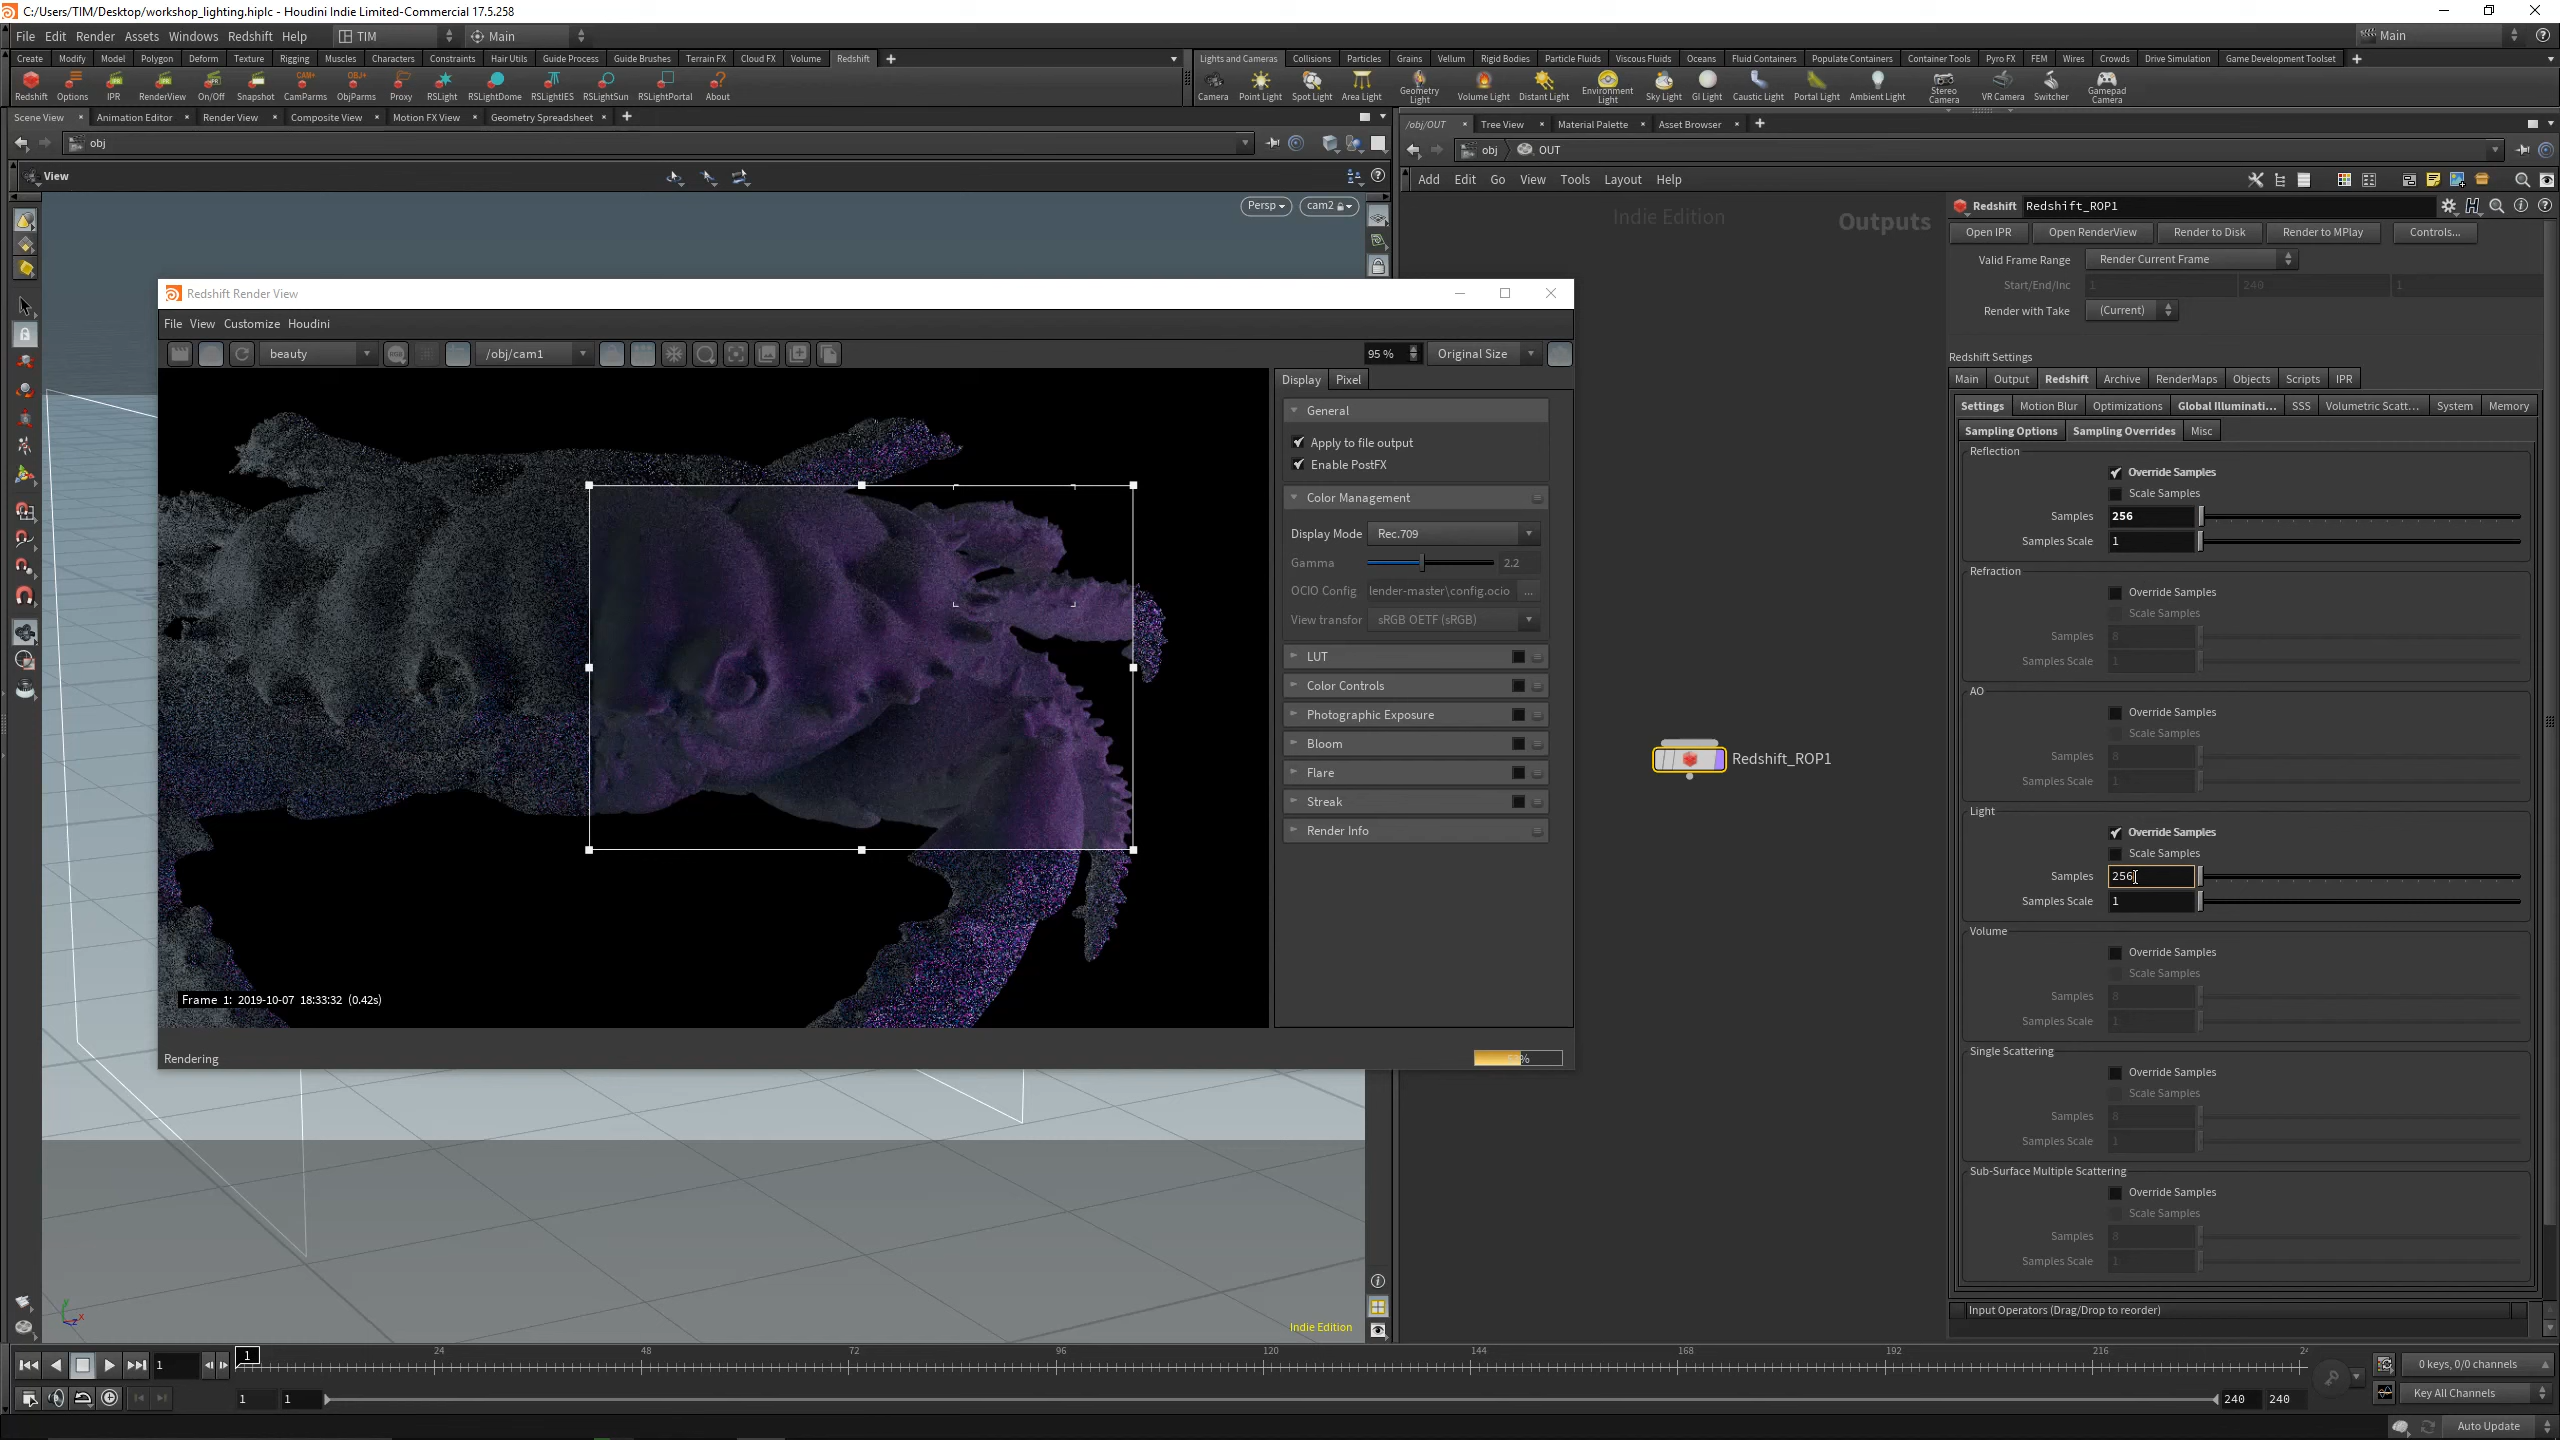 C:/Users/TIM/Desktop/workshop_lighting.hiplc - Houdini Indie Limited-Commercial 17.5.258
File Edit Render Assets Windows Redshift Help TIM Main Main
Create Modify Model Polygon Deform Texture Rigging Muscles Characters Constraints Hair Utils Guide Process Guide Brushes Terrain FX Cloud FX Volume Redshift
Lights and Cameras Collisions Particles Grains Vellum Rigid Bodies Particle Fluids Viscous Fluids Oceans Fluid Containers Populate Containers Container Tools Pyro FX FEM Wires Crowds Drive Simulation Game Development Toolset
Redshift Options IPR RenderView On/Off Snapshot CamParms ObjParms Proxy RSLight RSLightDome RSLightIES RSLightSun RSLightPortal About
Camera Point Light Spot Light Area Light Geometry Light Volume Light Distant Light Environment Light Sky Light GI Light Caustic Light Portal Light Ambient Light Stereo Camera VR Camera Switcher Gamepad Camera
Scene View Animation Editor Render View Composite View Motion FX View Geometry Spreadsheet
/obj/OUT Tree View Material Palette Asset Browser
obj
obj OUT
View
Add Edit Go View Tools Layout Help
Persp cam2
Indie Edition
Outputs
Redshift Redshift_ROP1
Open IPR Open RenderView Render to Disk Render to MPlay Controls...
Valid Frame Range Render Current Frame
Start/End/Inc 1 240 1
Render with Take (Current)
Redshift Settings
Main Output Redshift Archive RenderMaps Objects Scripts IPR
Settings Motion Blur Optimizations Global Illuminati... SSS Volumetric Scatt... System Memory
Sampling Options Sampling Overrides Misc
Reflection
Override Samples
Scale Samples
Samples 256
Samples Scale 1
Refraction
Override Samples
Scale Samples
Samples 8
Samples Scale 1
AO
Override Samples
Scale Samples
Samples 8
Samples Scale 1
Light
Override Samples
Scale Samples
Samples 256
Samples Scale 1
Volume
Override Samples
Scale Samples
Samples 8
Samples Scale 1
Single Scattering
Override Samples
Scale Samples
Samples 8
Samples Scale 1
Sub-Surface Multiple Scattering
Override Samples
Scale Samples
Samples 8
Samples Scale 1
Input Operators (Drag/Drop to reorder)
Redshift_ROP1
Redshift Render View
File View Customize Houdini
beauty /obj/cam1 95 % Original Size
Display Pixel
General
Apply to file output
Enable PostFX
Color Management
Display Mode Rec.709
Gamma 2.2
OCIO Config lender-master\config.ocio ...
View transfor sRGB OETF (sRGB)
LUT
Color Controls
Photographic Exposure
Bloom
Flare
Streak
Render Info
Frame 1: 2019-10-07 18:33:32 (0.42s)
Rendering
Indie Edition
1 1 24 48 72 96 120 144 168 192 216
0 keys, 0/0 channels
1 1 240 240
Key All Channels
Auto Update